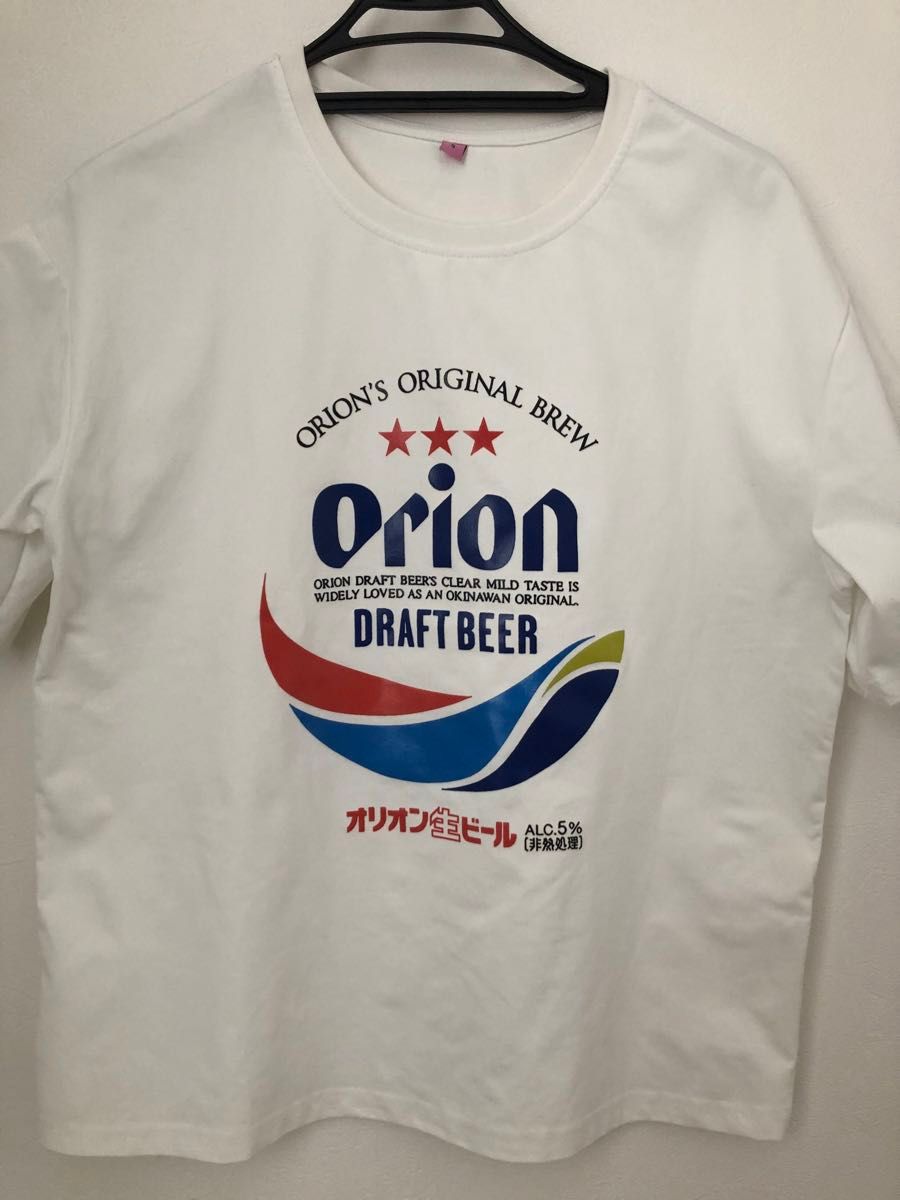 ORION'S ORIGINAL BREW
Orion
ORION DRAFT BEER'S CLEAR MILD TASTE IS
WIDELY LOVED AS AN OKINAWAN ORIGINAL.
DRAFT BEER
オリオン生ビール ALC.5%
[非熱処理]